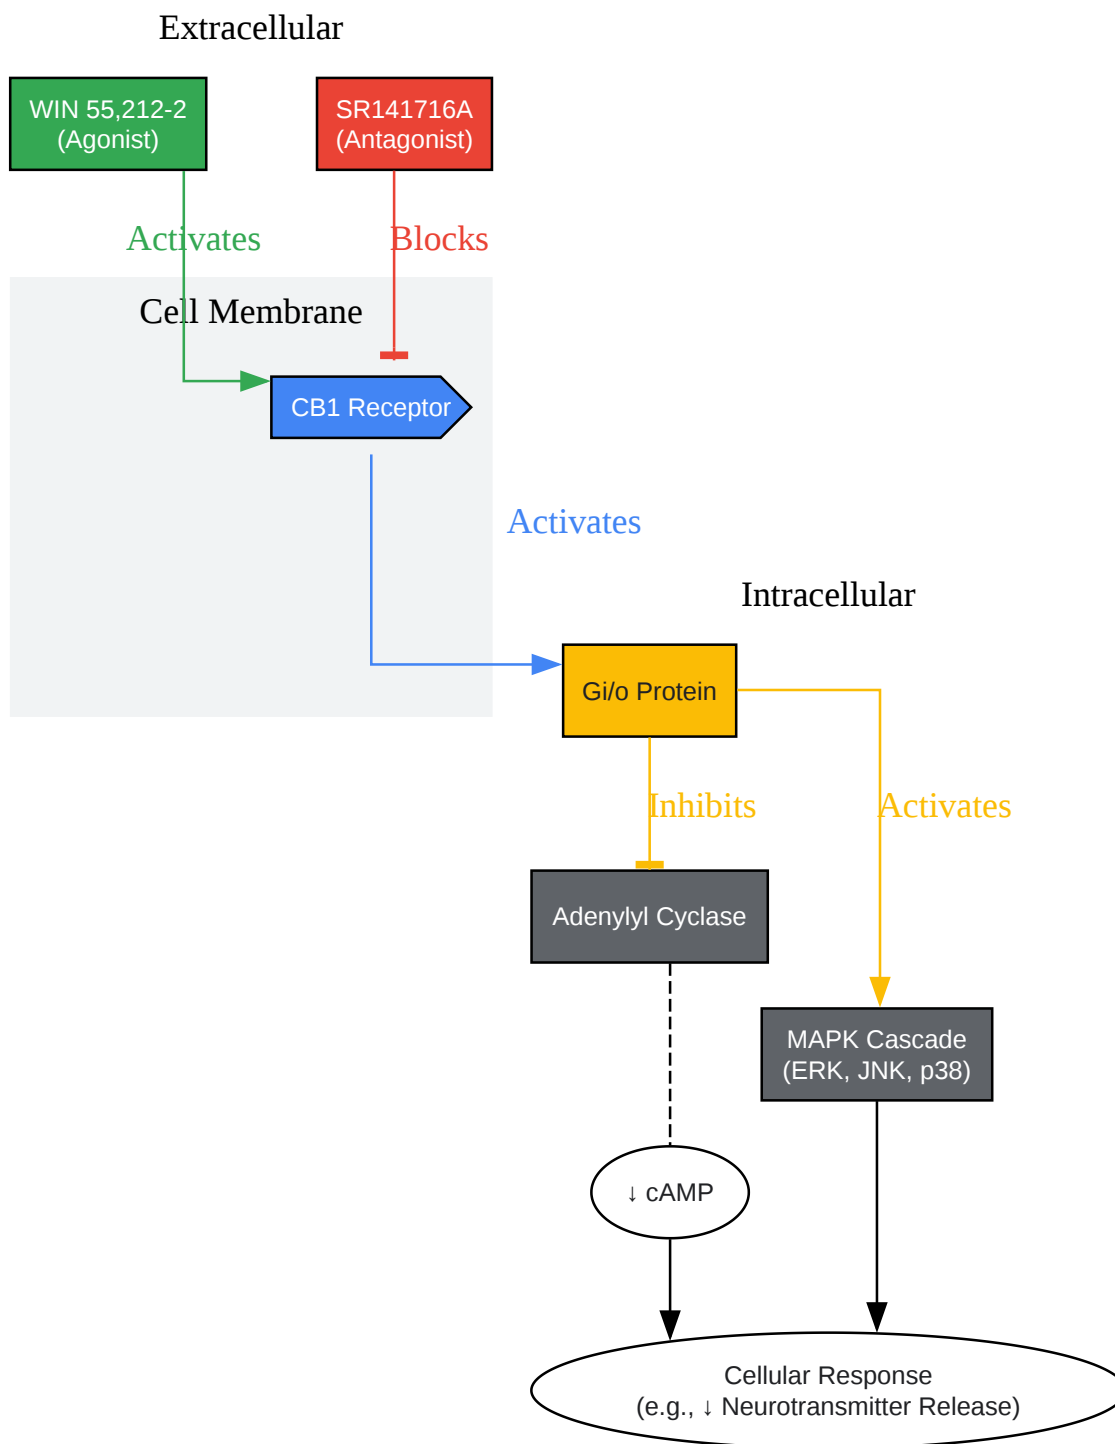 Extracellular
WIN 55,212-2
(Agonist)
SR141716A
(Antagonist)
Activates
Blocks
Cell Membrane
CB1 Receptor
Activates
Intracellular
Gi/o Protein
Inhibits
Activates
Adenylyl Cyclase
MAPK Cascade
(ERK, JNK, p38)
↓ cAMP
Cellular Response
(e.g., ↓ Neurotransmitter Release)